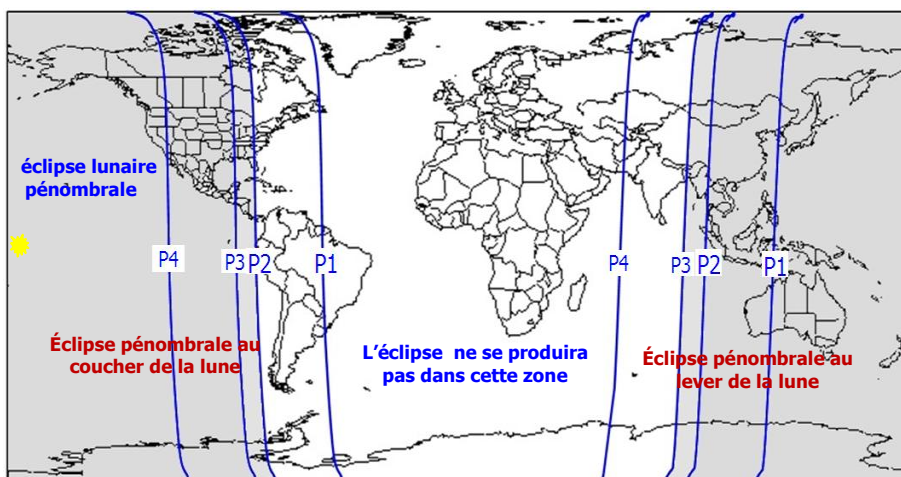 éclipse lunaire
pénombrale
P4
P3
P2
P1
P4
P3
P2
P1
Éclipse pénombrale au
coucher de la lune
L'éclipse ne se produira
pas dans cette zone
Éclipse pénombrale au
lever de la lune